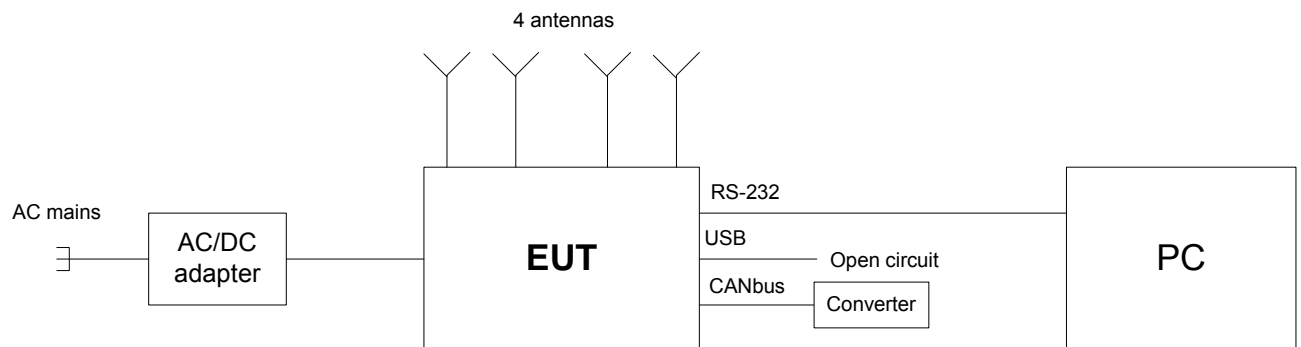 4 antennas
AC mains
AC/DC
adapter
EUT
RS-232
USB
Open circuit
CANbus
Converter
PC